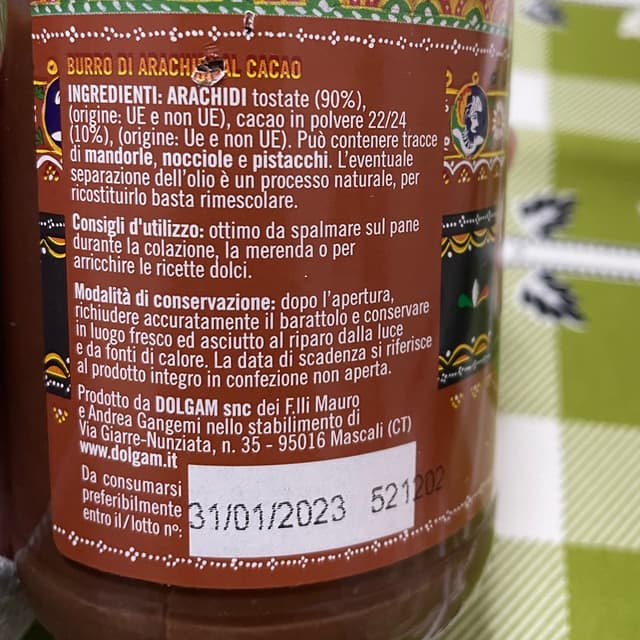 BURRO DI ARACHIDI AL CACAO
INGREDIENTI: ARACHIDI tostate (90%),
(origine: UE e non UE), cacao in polvere 22/24
(10%), (origine: Ue e non UE). Può contenere tracce
di mandorle, nocciole e pistacchi. L'eventuale
separazione dell'olio è un processo naturale, per
ricostituirlo basta rimescolare.
Consigli d'utilizzo: ottimo da spalmare sul pane
durante la colazione, la merenda o per
arricchire le ricette dolci.
Modalità di conservazione: dopo l'apertura,
richiudere accuratamente il barattolo e conservare
in luogo fresco ed asciutto al riparo dalla luce
e da fonti di calore. La data di scadenza si riferisce
al prodotto integro in confezione non aperta.
Prodotto da DOLGAM snc dei F.lli Mauro
e Andrea Gangemi nello stabilimento di
Via Giarre-Nunziata, n. 35 - 95016 Mascali (CT)
www.dolgam.it
Da consumarsi
preferibilmente
entro il/lotto n°:
31/01/2023 521202